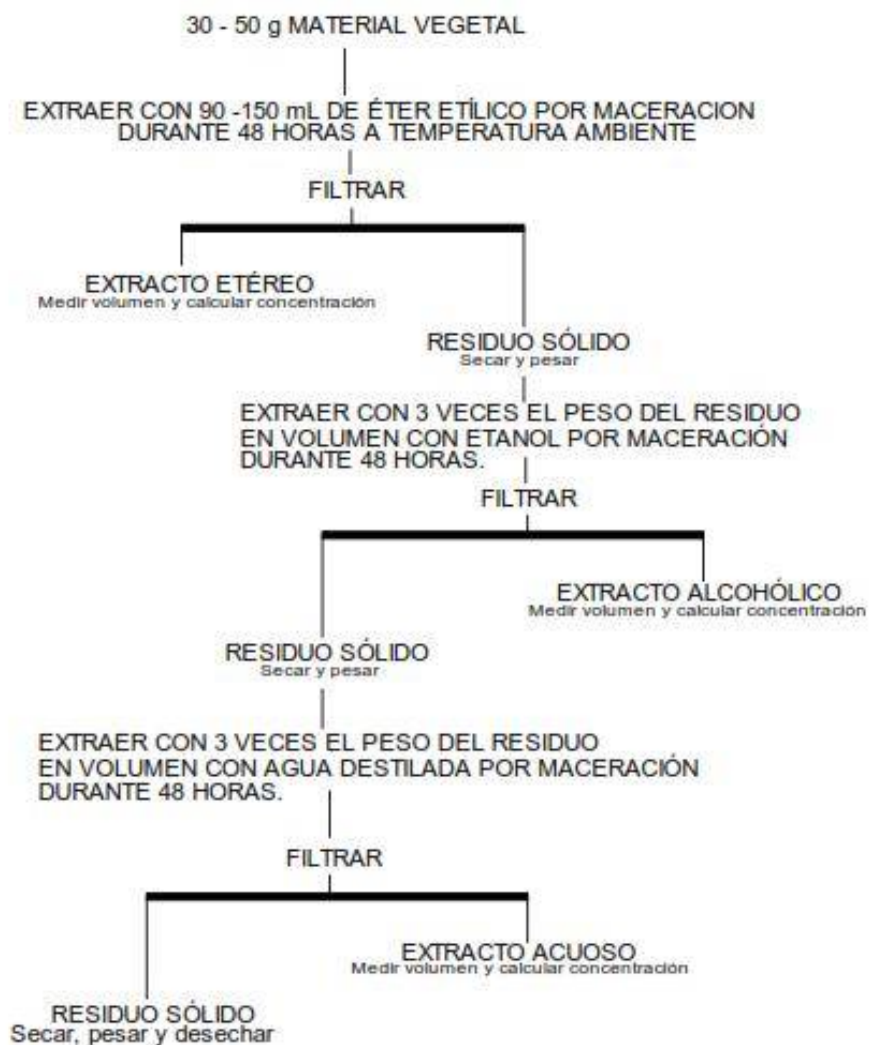 30 - 50 g MATERIAL VEGETAL
EXTRAER CON 90 -150 mL DE ÉTER ETÍLICO POR MACERACION
DURANTE 48 HORAS A TEMPERATURA AMBIENTE
FILTRAR
EXTRACTO ETÉREO
Medir volumen y calcular concentración
RESIDUO SÓLIDO
Secar y pesar
EXTRAER CON 3 VECES EL PESO DEL RESIDUO
EN VOLUMEN CON ETANOL POR MACERACIÓN
DURANTE 48 HORAS.
FILTRAR
EXTRACTO ALCOHÓLICO
Medir volumen y calcular concentración
RESIDUO SÓLIDO
Secar y pesar
EXTRAER CON 3 VECES EL PESO DEL RESIDUO
EN VOLUMEN CON AGUA DESTILADA POR MACERACIÓN
DURANTE 48 HORAS.
FILTRAR
EXTRACTO ACUOSO
Medir volumen y calcular concentración
RESIDUO SÓLIDO
Secar, pesar y desechar